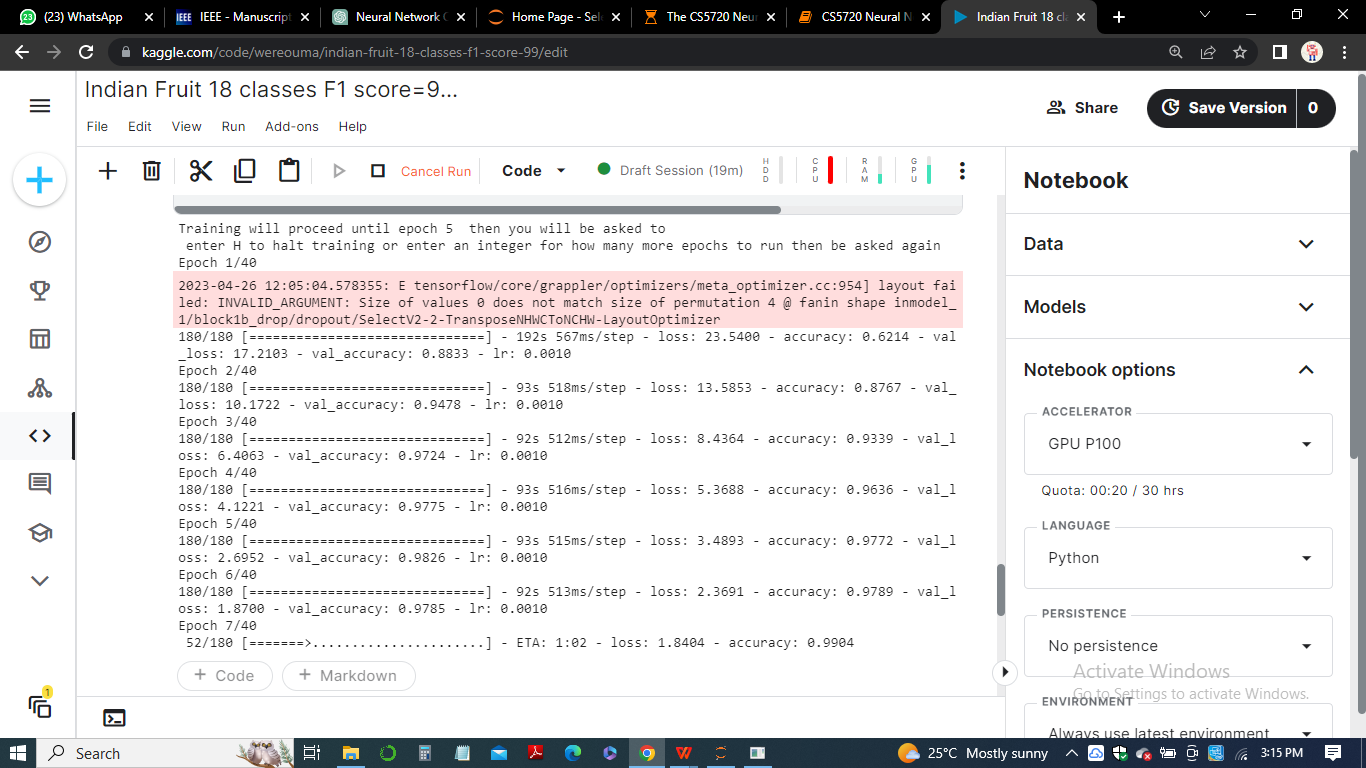 (23) WhatsApp
IEEE IEEE - Manuscript
Neural Network
Home Page - Sel
The CS5720 Neu
CS5720 Neural N
Indian Fruit 18 cl
kaggle.com/code/wereouma/indian-fruit-18-classes-f1-score-99/edit
Indian Fruit 18 classes F1 score=9...
Share
Save Version 0
File Edit View Run Add-ons Help
Cancel Run
Code
Draft Session (19m)
HDD
CPU
RAM
GPU
Training will proceed until epoch 5  then you will be asked to
enter H to halt training or enter an integer for how many more epochs to run then be asked again
Epoch 1/40
2023-04-26 12:05:04.578355: E tensorflow/core/grappler/optimizers/meta_optimizer.cc:954] layout fai
led: INVALID_ARGUMENT: Size of values 0 does not match size of permutation 4 @ fanin shape inmodel_
1/block1b_drop/dropout/SelectV2-2-TransposeNHWCToNCHW-LayoutOptimizer
180/180 [==============================] - 192s 567ms/step - loss: 23.5400 - accuracy: 0.6214 - val
_loss: 17.2103 - val_accuracy: 0.8833 - lr: 0.0010
Epoch 2/40
180/180 [==============================] - 93s 518ms/step - loss: 13.5853 - accuracy: 0.8767 - val_
loss: 10.1722 - val_accuracy: 0.9478 - lr: 0.0010
Epoch 3/40
180/180 [==============================] - 92s 512ms/step - loss: 8.4364 - accuracy: 0.9339 - val_l
oss: 6.4063 - val_accuracy: 0.9724 - lr: 0.0010
Epoch 4/40
180/180 [==============================] - 93s 516ms/step - loss: 5.3688 - accuracy: 0.9636 - val_l
oss: 4.1221 - val_accuracy: 0.9775 - lr: 0.0010
Epoch 5/40
180/180 [==============================] - 93s 515ms/step - loss: 3.4893 - accuracy: 0.9772 - val_l
oss: 2.6952 - val_accuracy: 0.9826 - lr: 0.0010
Epoch 6/40
180/180 [==============================] - 92s 513ms/step - loss: 2.3691 - accuracy: 0.9789 - val_l
oss: 1.8700 - val_accuracy: 0.9785 - lr: 0.0010
Epoch 7/40
52/180 [=======>......................] - ETA: 1:02 - loss: 1.8404 - accuracy: 0.9904
+ Code
+ Markdown
Notebook
Data
Models
Notebook options
ACCELERATOR
GPU P100
Quota: 00:20 / 30 hrs
LANGUAGE
Python
PERSISTENCE
No persistence
Activate Windows
Go to Settings to activate Windows.
ENVIRONMENT
Always use latest environment
1
Search
25°C Mostly sunny
3:15 PM